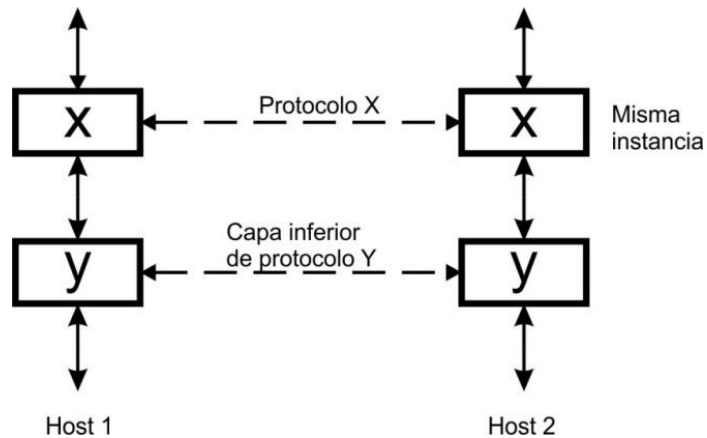 x
Protocolo X
x
Misma
instancia
y
Capa inferior
de protocolo Y
y
Host 1
Host 2